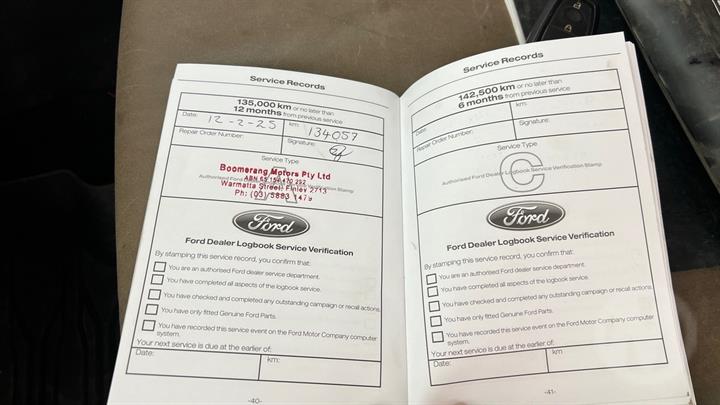 Service Records
135,000 km or no later than
12 months from previous service
Date: 12-2-25
km 134057
Repair Order Number:
Signature:
Service Type
Boomerang Motors Pty Ltd
Warmatta Street, Finley 2713
Ph: (03) 5883
Ford
Ford Dealer Logbook Service Verification
By stamping this service record, you confirm that:
You are an authorised Ford dealer service department.
You have completed all aspects of the logbook service.
You have checked and completed any outstanding campaign or recall actions.
You have only fitted Genuine Ford Parts.
You have recorded this service event on the Ford Motor Company computer
system.
Your next service is due at the earlier of:
Date:
km:
-40-
Service Records
142,500 km or no later than
6 months from previous service
Date:
km
Repair Order Number:
Signature:
Service Type
C
Authorised Ford Dealer Logbook Service Verification Stamp
Ford
Ford Dealer Logbook Service Verification
By stamping this service record, you confirm that:
You are an authorised Ford dealer service department.
You have completed all aspects of the logbook service.
You have checked and completed any outstanding campaign or recall actions.
You have only fitted Genuine Ford Parts.
You have recorded this service event on the Ford Motor Company computer
system.
Your next service is due at the earlier of:
Date:
km
-41-